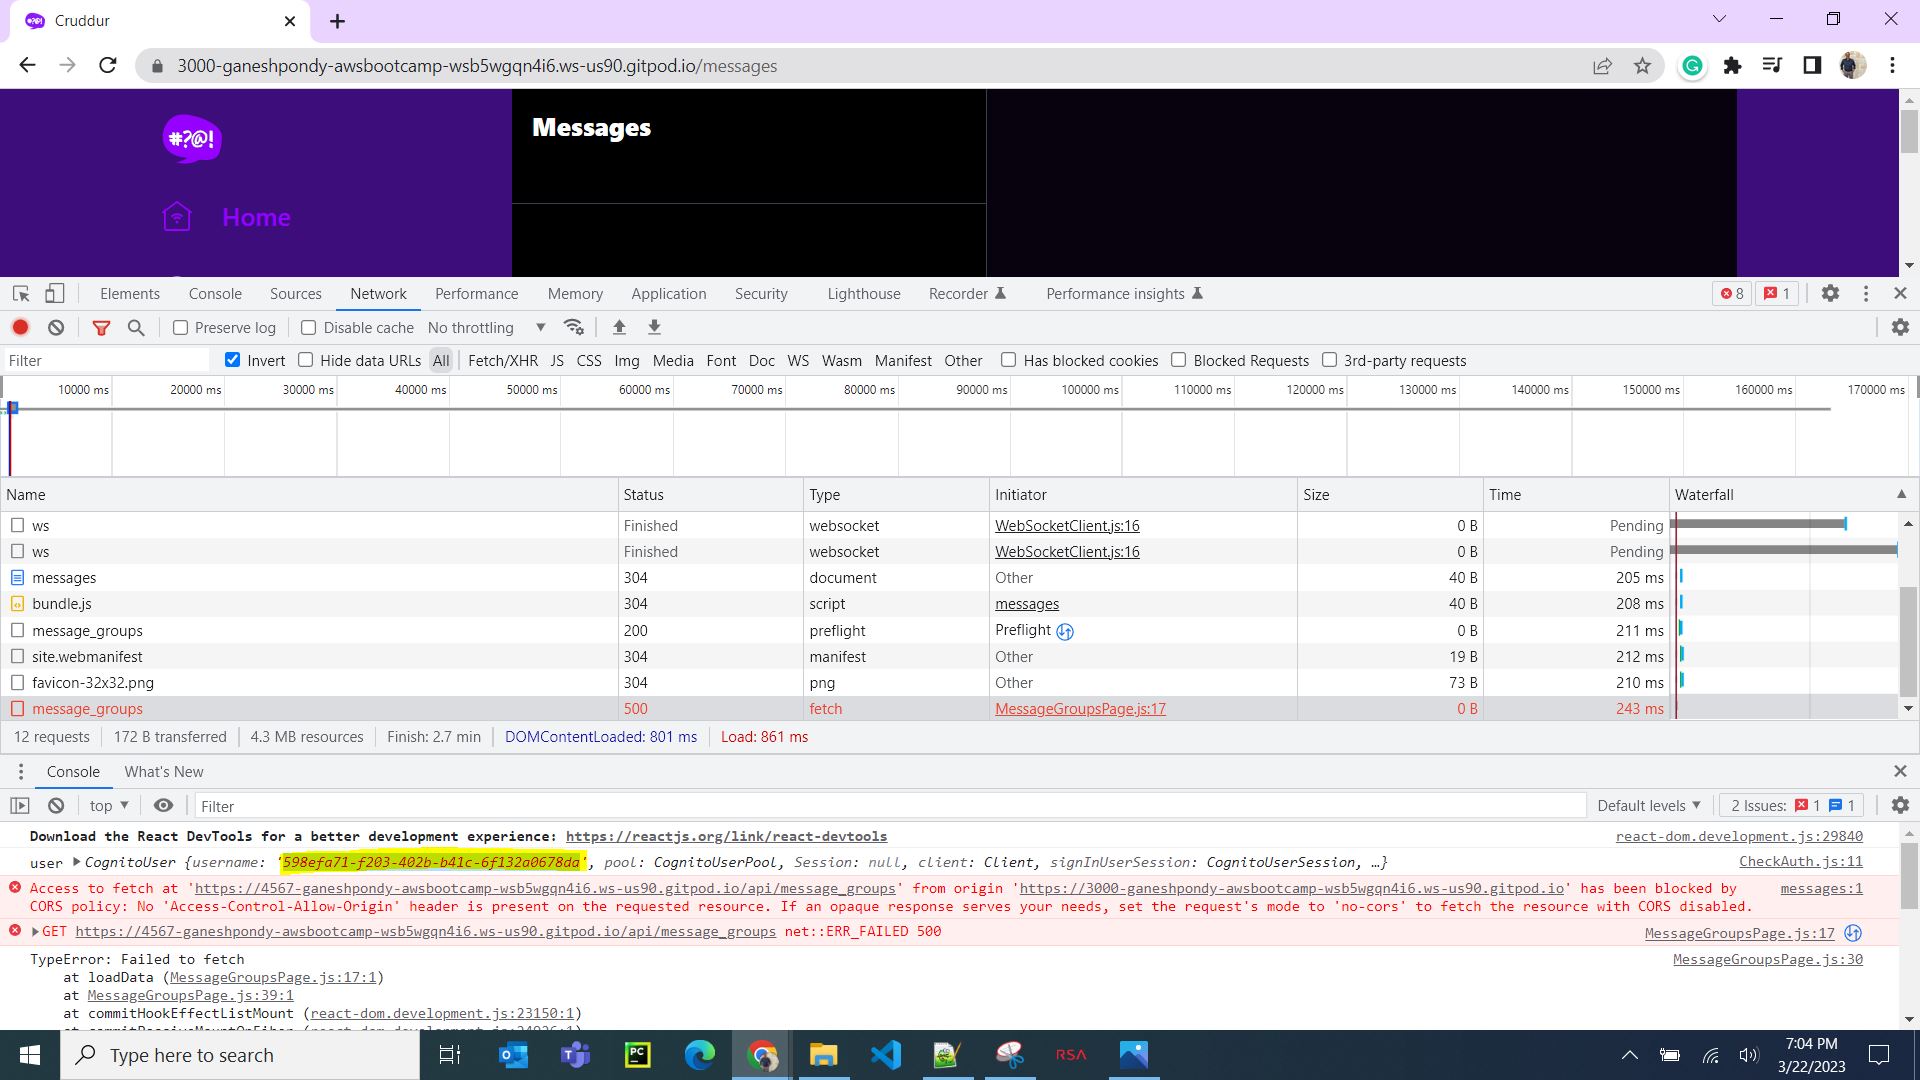 Cruddur
3000-ganeshpondy-awsbootcamp-wsb5wgqn4i6.ws-us90.gitpod.io/messages
#?@!
Messages
Home
Elements Console Sources Network Performance Memory Application Security Lighthouse Recorder Performance insights 8 1
Preserve log Disable cache No throttling
Filter Invert Hide data URLs All Fetch/XHR JS CSS Img Media Font Doc WS Wasm Manifest Other Has blocked cookies Blocked Requests 3rd-party requests
10000 ms 20000 ms 30000 ms 40000 ms 50000 ms 60000 ms 70000 ms 80000 ms 90000 ms 100000 ms 110000 ms 120000 ms 130000 ms 140000 ms 150000 ms 160000 ms 170000 ms
Name Status Type Initiator Size Time Waterfall
ws Finished websocket WebSocketClient.js:16 0 B Pending
ws Finished websocket WebSocketClient.js:16 0 B Pending
messages 304 document Other 40 B 205 ms
bundle.js 304 script messages 40 B 208 ms
message_groups 200 preflight Preflight 0 B 211 ms
site.webmanifest 304 manifest Other 19 B 212 ms
favicon-32x32.png 304 png Other 73 B 210 ms
message_groups 500 fetch MessageGroupsPage.js:17 0 B 243 ms
12 requests 172 B transferred 4.3 MB resources Finish: 2.7 min DOMContentLoaded: 801 ms Load: 861 ms
Console What's New
top Filter Default levels 2 Issues: 1 1
Download the React DevTools for a better development experience: https://reactjs.org/link/react-devtools react-dom.development.js:29840
user CognitoUser {username: '598efa71-f203-402b-b41c-6f132a0678da', pool: CognitoUserPool, Session: null, client: Client, signInUserSession: CognitoUserSession, …} CheckAuth.js:11
Access to fetch at 'https://4567-ganeshpondy-awsbootcamp-wsb5wgqn4i6.ws-us90.gitpod.io/api/message_groups' from origin 'https://3000-ganeshpondy-awsbootcamp-wsb5wgqn4i6.ws-us90.gitpod.io' has been blocked by messages:1
CORS policy: No 'Access-Control-Allow-Origin' header is present on the requested resource. If an opaque response serves your needs, set the request's mode to 'no-cors' to fetch the resource with CORS disabled.
GET https://4567-ganeshpondy-awsbootcamp-wsb5wgqn4i6.ws-us90.gitpod.io/api/message_groups net::ERR_FAILED 500 MessageGroupsPage.js:17
TypeError: Failed to fetch MessageGroupsPage.js:30
at loadData (MessageGroupsPage.js:17:1)
at MessageGroupsPage.js:39:1
at commitHookEffectListMount (react-dom.development.js:23150:1)
Type here to search
PC
RSA
7:04 PM
3/22/2023